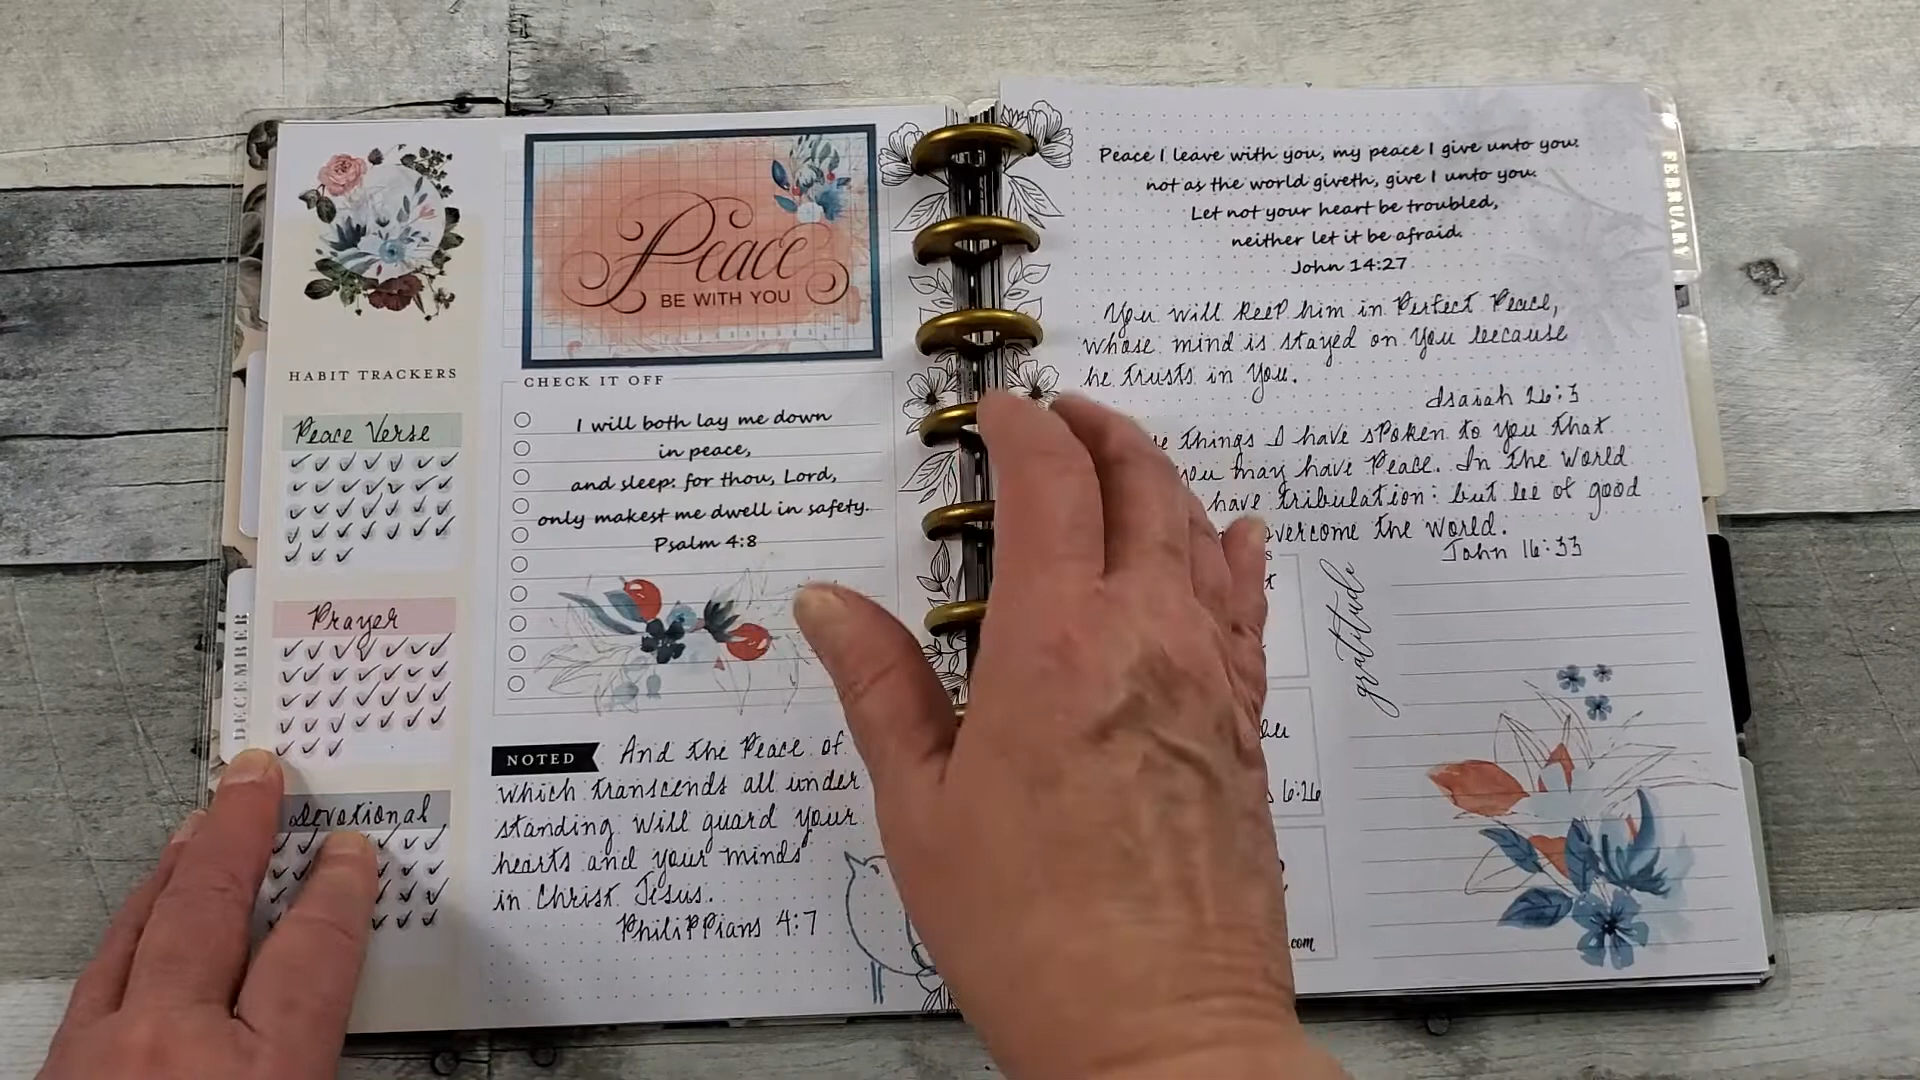 HABIT TRACKERS
Peace Verse
Prayer
Devotional
DECEMBER
Peace
BE WITH YOU
CHECK IT OFF
I will both lay me down
in peace,
and sleep: for thou, Lord,
only makest me dwell in safety.
Psalm 4:8
NOTED
And the Peace of
which transcends all under
standing will guard your
hearts and your minds
in Christ Jesus.
Philippians 4:7
Peace I leave with you, my peace I give unto you:
not as the world giveth, give I unto you.
Let not your heart be troubled,
neither let it be afraid.
John 14:27
You will keep him in Perfect Peace,
whose mind is stayed on You because
he trusts in You.
Isaiah 26:3
things I have spoken to you that
you may have Peace. In the World
have tribulation: but be of good
overcome the world.
John 16:33
gratitude
6:26
.com
FEBRUARY